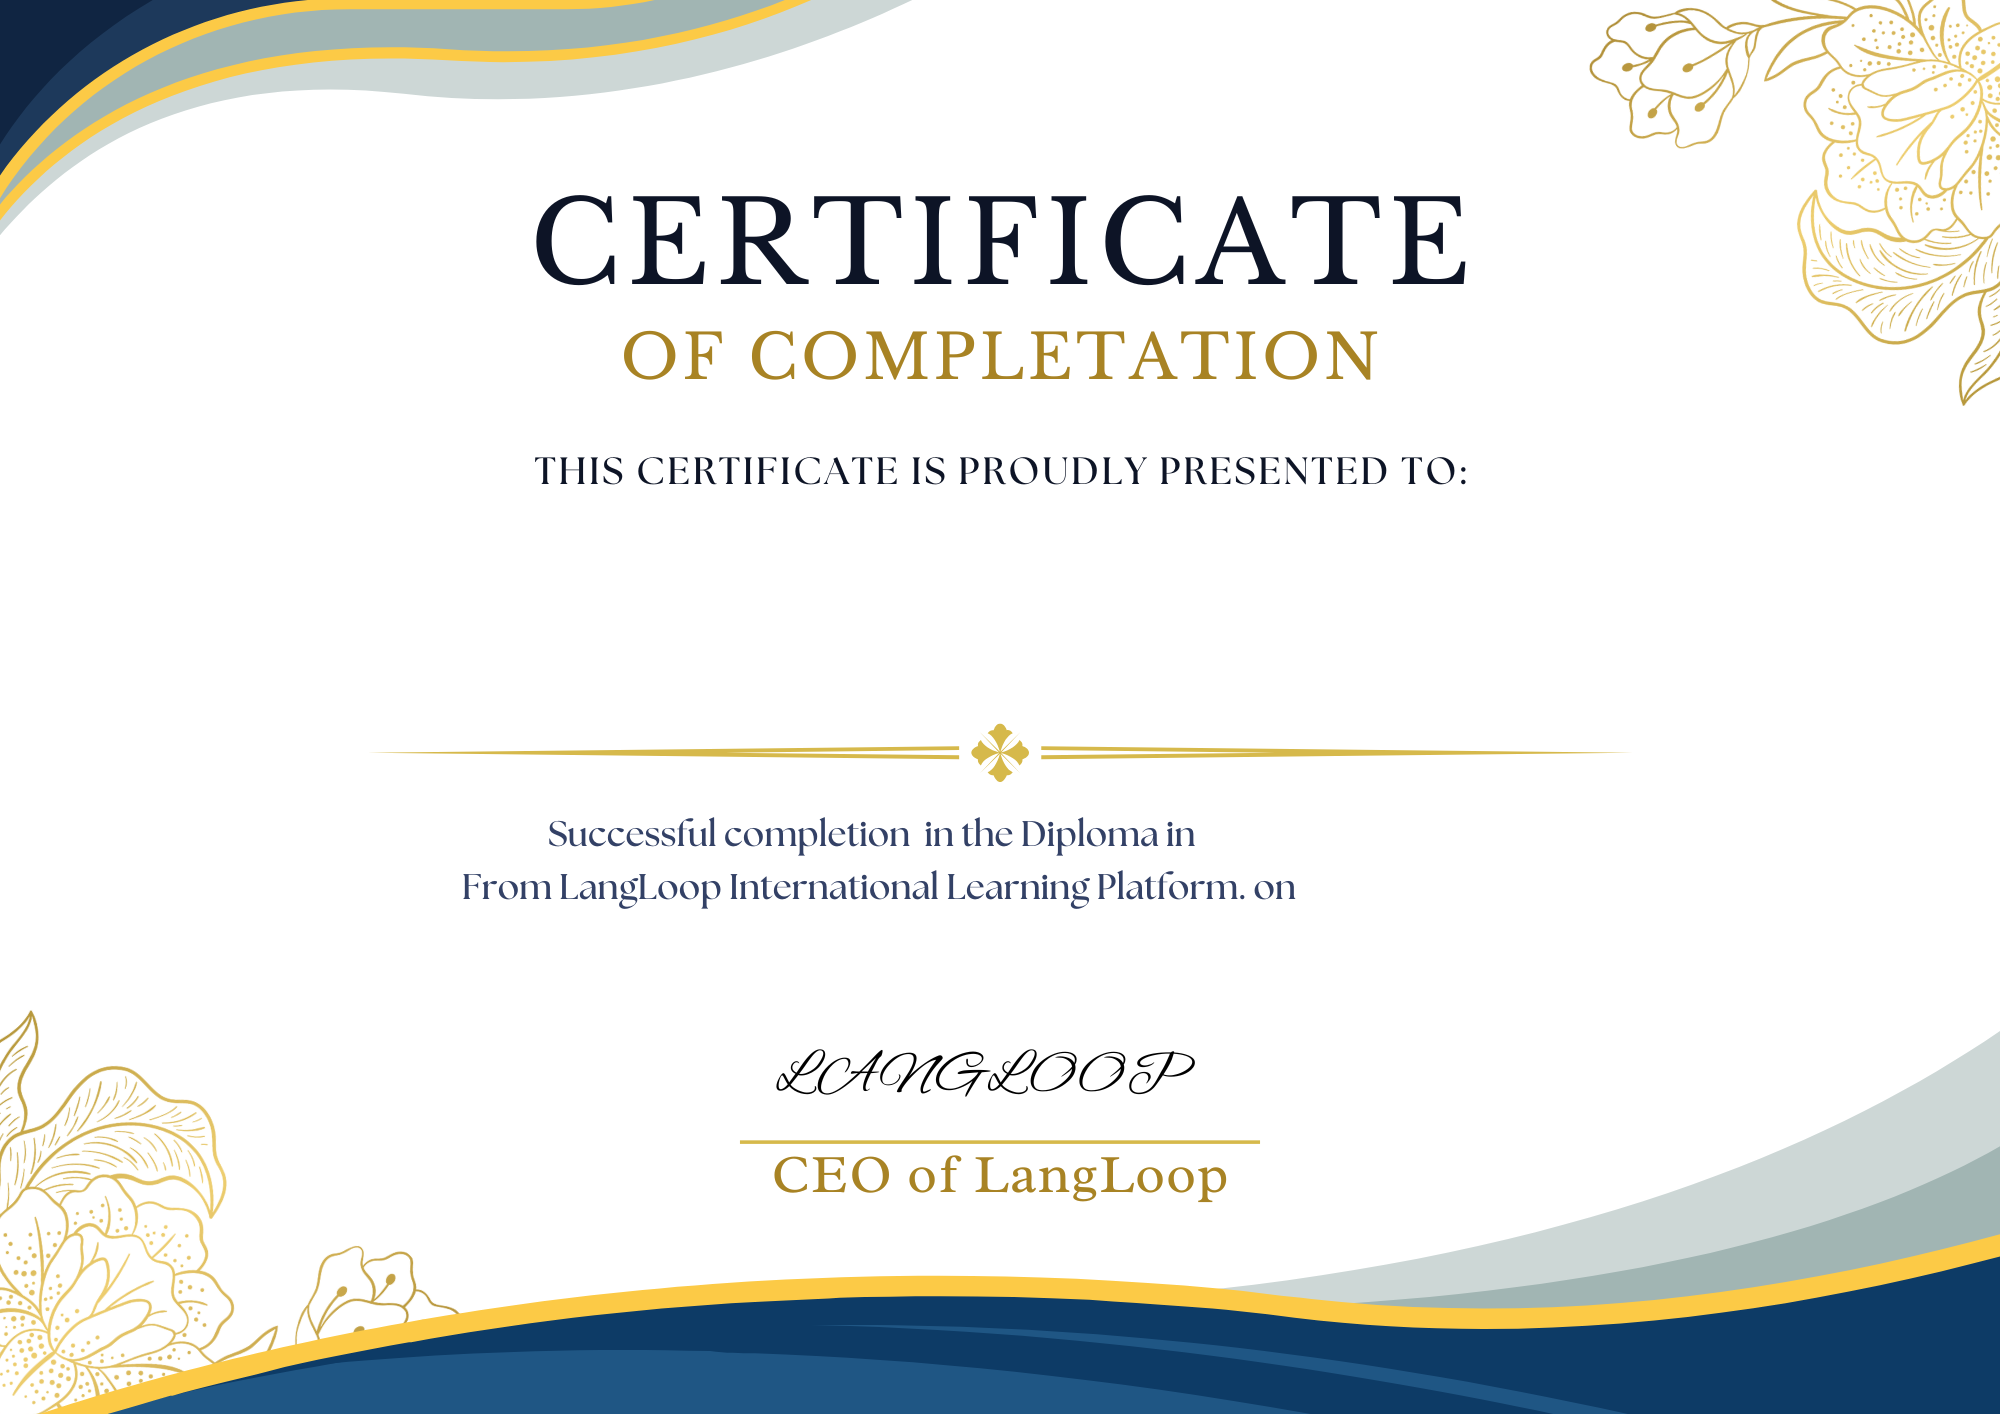 CERTIFICATE
OF COMPLETATION
THIS CERTIFICATE IS PROUDLY PRESENTED TO:
Successful completion  in the Diploma in
From LangLoop International Learning Platform. on
LANGLOOP
CEO of LangLoop